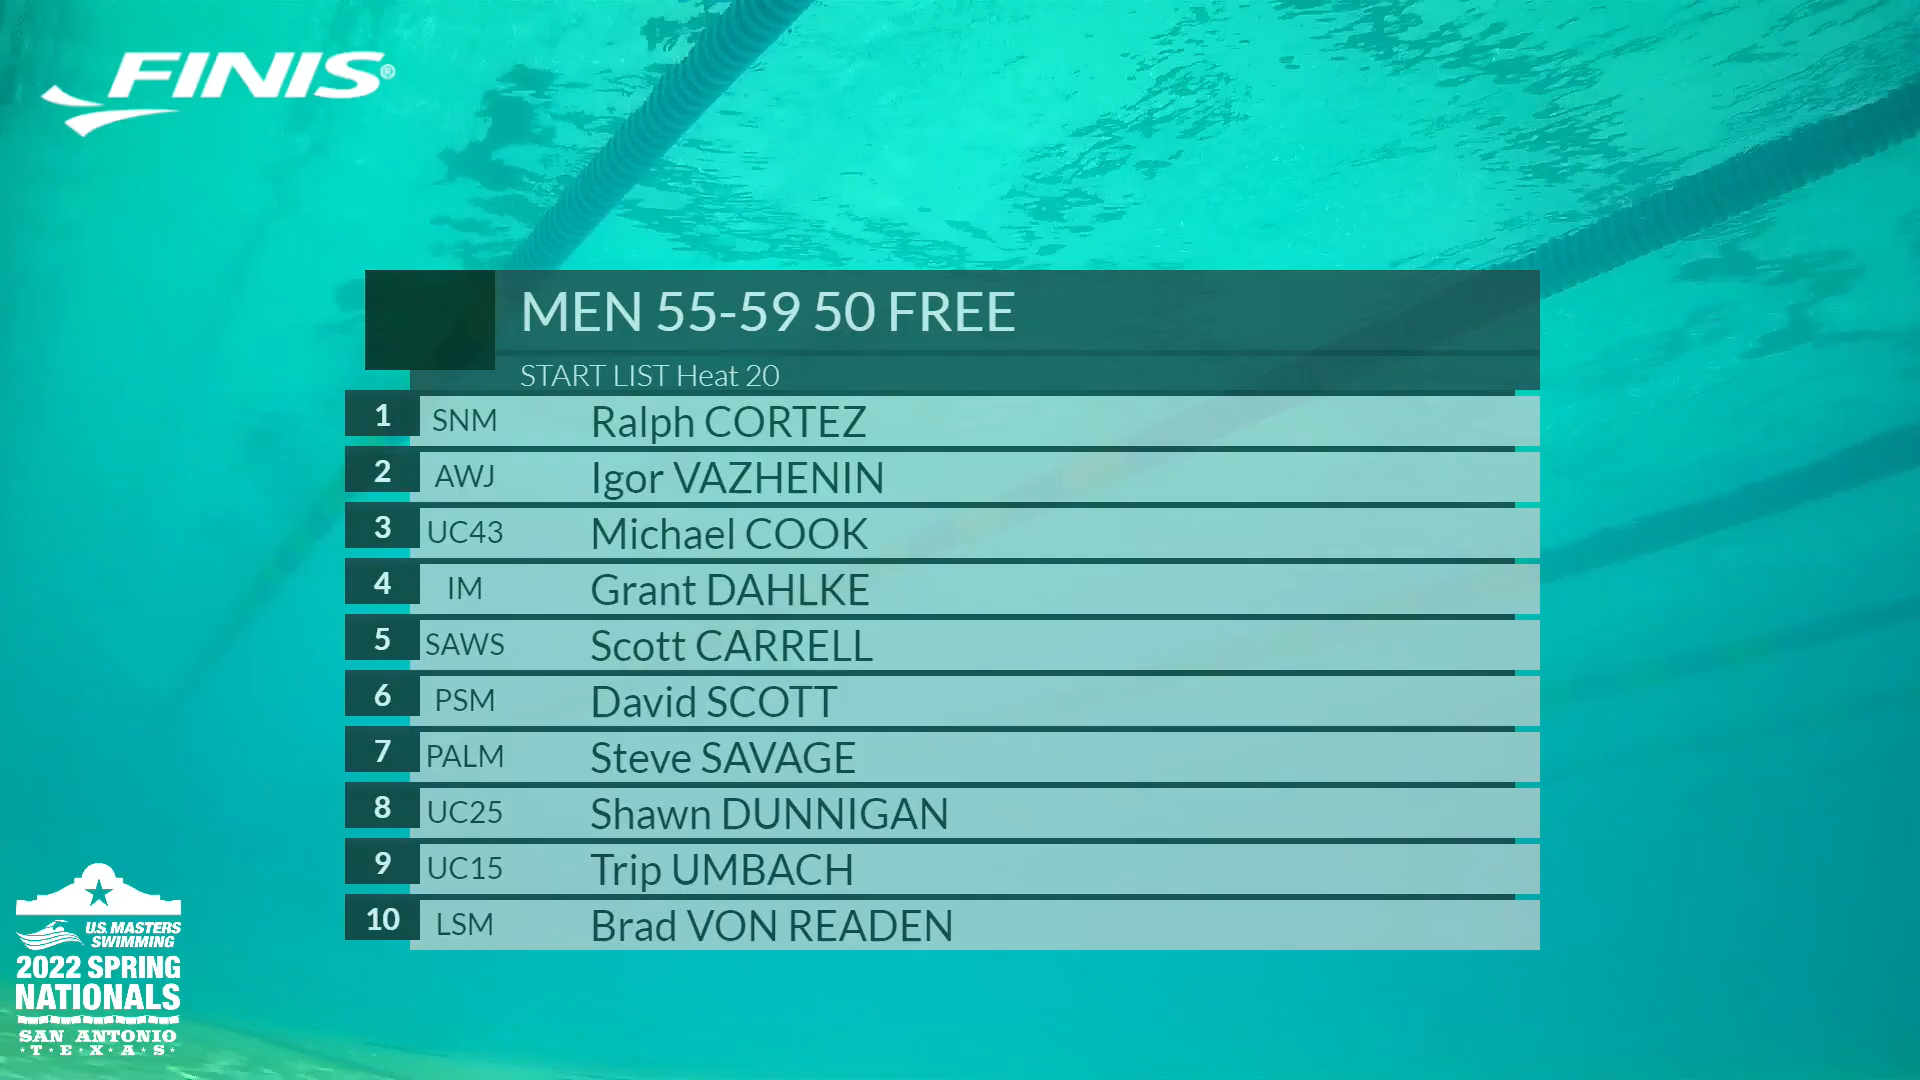 FINIS®
MEN 55-59 50 FREE
START LIST Heat 20
1 SNM Ralph CORTEZ
2 AWJ Igor VAZHENIN
3 UC43 Michael COOK
4 IM Grant DAHLKE
5 SAWS Scott CARRELL
6 PSM David SCOTT
7 PALM Steve SAVAGE
8 UC25 Shawn DUNNIGAN
9 UC15 Trip UMBACH
10 LSM Brad VON READEN
U.S. MASTERS
SWIMMING
2022 SPRING
NATIONALS
SAN ANTONIO
T·E·X·A·S